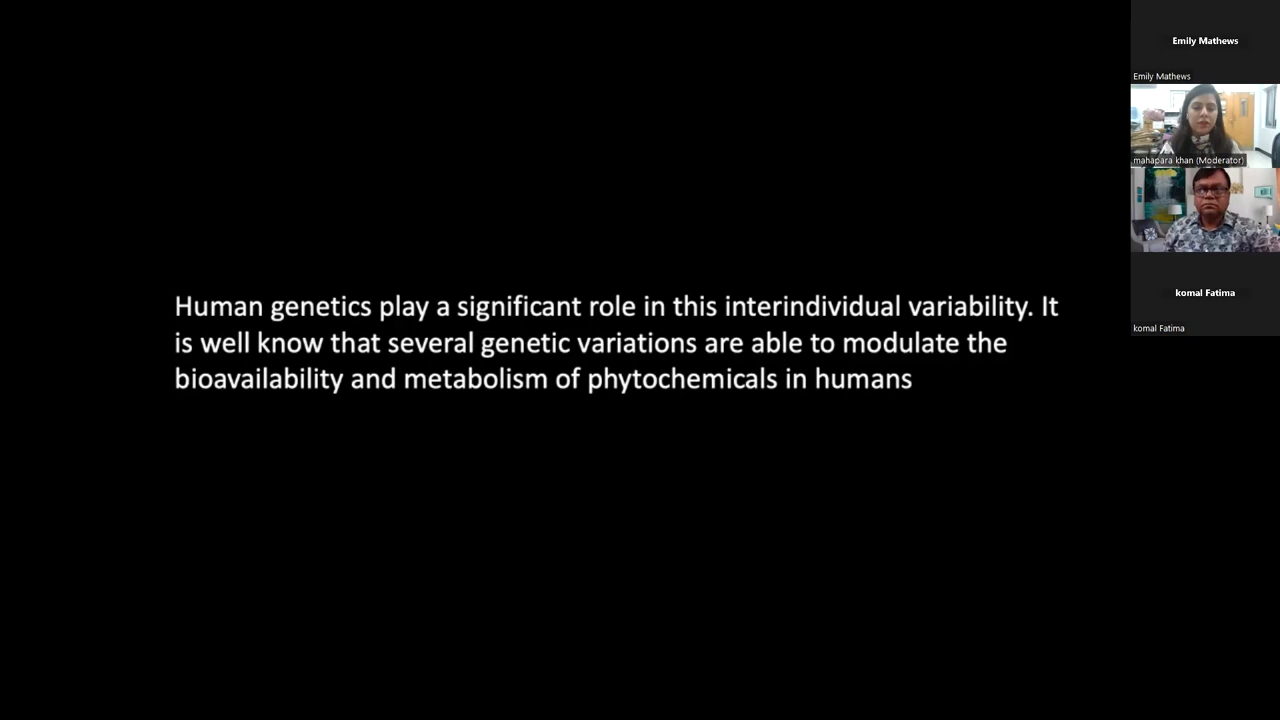 Human genetics play a significant role in this interindividual variability. It
is well know that several genetic variations are able to modulate the
bioavailability and metabolism of phytochemicals in humans
Emily Mathews
Emily Mathews
mahapara khan (Moderator)
komal Fatima
komal Fatima